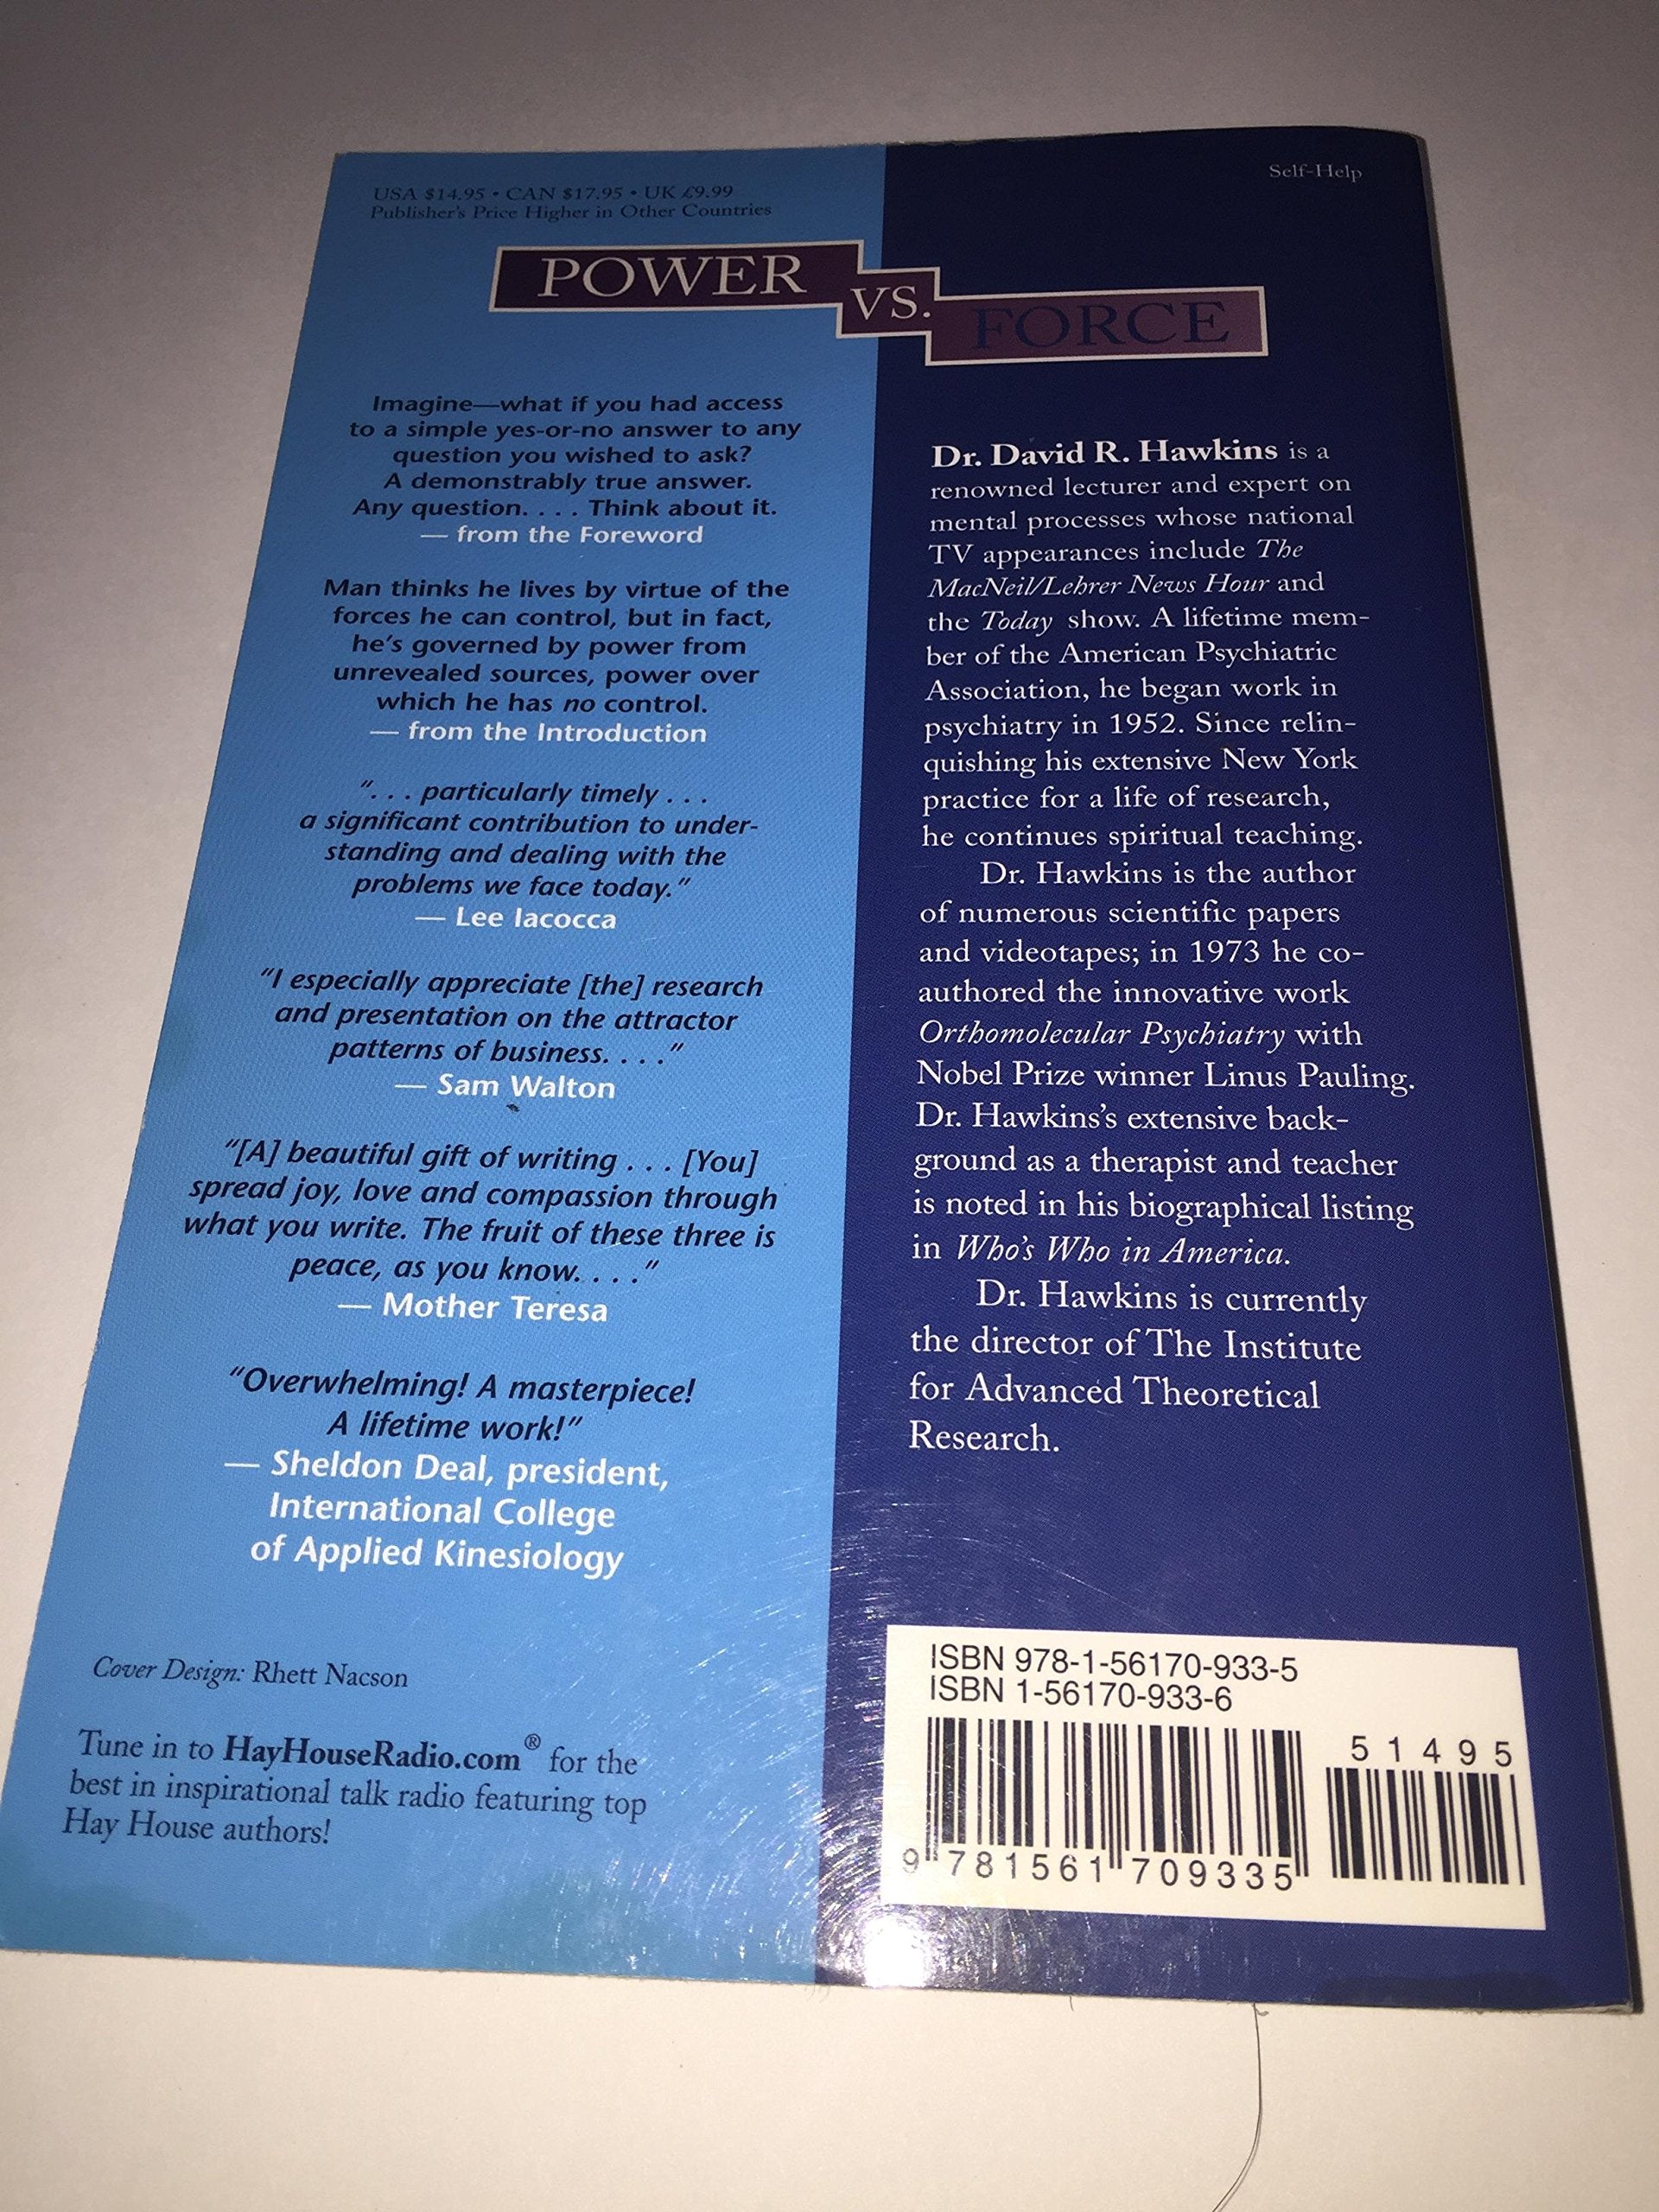 USA $14.95 • CAN $17.95 • UK £9.99
Publisher's Price Higher in Other Countries
Self-Help
POWER
VS.
FORCE
Imagine—what if you had access
to a simple yes-or-no answer to any
question you wished to ask?
A demonstrably true answer.
Any question. . . . Think about it.
— from the Foreword
Man thinks he lives by virtue of the
forces he can control, but in fact,
he's governed by power from
unrevealed sources, power over
which he has no control.
— from the Introduction
". . . particularly timely . . .
a significant contribution to under-
standing and dealing with the
problems we face today."
— Lee Iacocca
"I especially appreciate [the] research
and presentation on the attractor
patterns of business. . . ."
— Sam Walton
"[A] beautiful gift of writing . . . [You]
spread joy, love and compassion through
what you write. The fruit of these three is
peace, as you know. . . ."
— Mother Teresa
"Overwhelming! A masterpiece!
A lifetime work!"
— Sheldon Deal, president,
International College
of Applied Kinesiology
Cover Design: Rhett Nacson
Tune in to HayHouseRadio.com® for the
best in inspirational talk radio featuring top
Hay House authors!
Dr. David R. Hawkins is a
renowned lecturer and expert on
mental processes whose national
TV appearances include The
MacNeil/Lehrer News Hour and
the Today show. A lifetime mem-
ber of the American Psychiatric
Association, he began work in
psychiatry in 1952. Since relin-
quishing his extensive New York
practice for a life of research,
he continues spiritual teaching.
Dr. Hawkins is the author
of numerous scientific papers
and videotapes; in 1973 he co-
authored the innovative work
Orthomolecular Psychiatry with
Nobel Prize winner Linus Pauling.
Dr. Hawkins's extensive back-
ground as a therapist and teacher
is noted in his biographical listing
in Who's Who in America.
Dr. Hawkins is currently
the director of The Institute
for Advanced Theoretical
Research.
ISBN 978-1-56170-933-5
ISBN 1-56170-933-6
51495
9 781561 709335